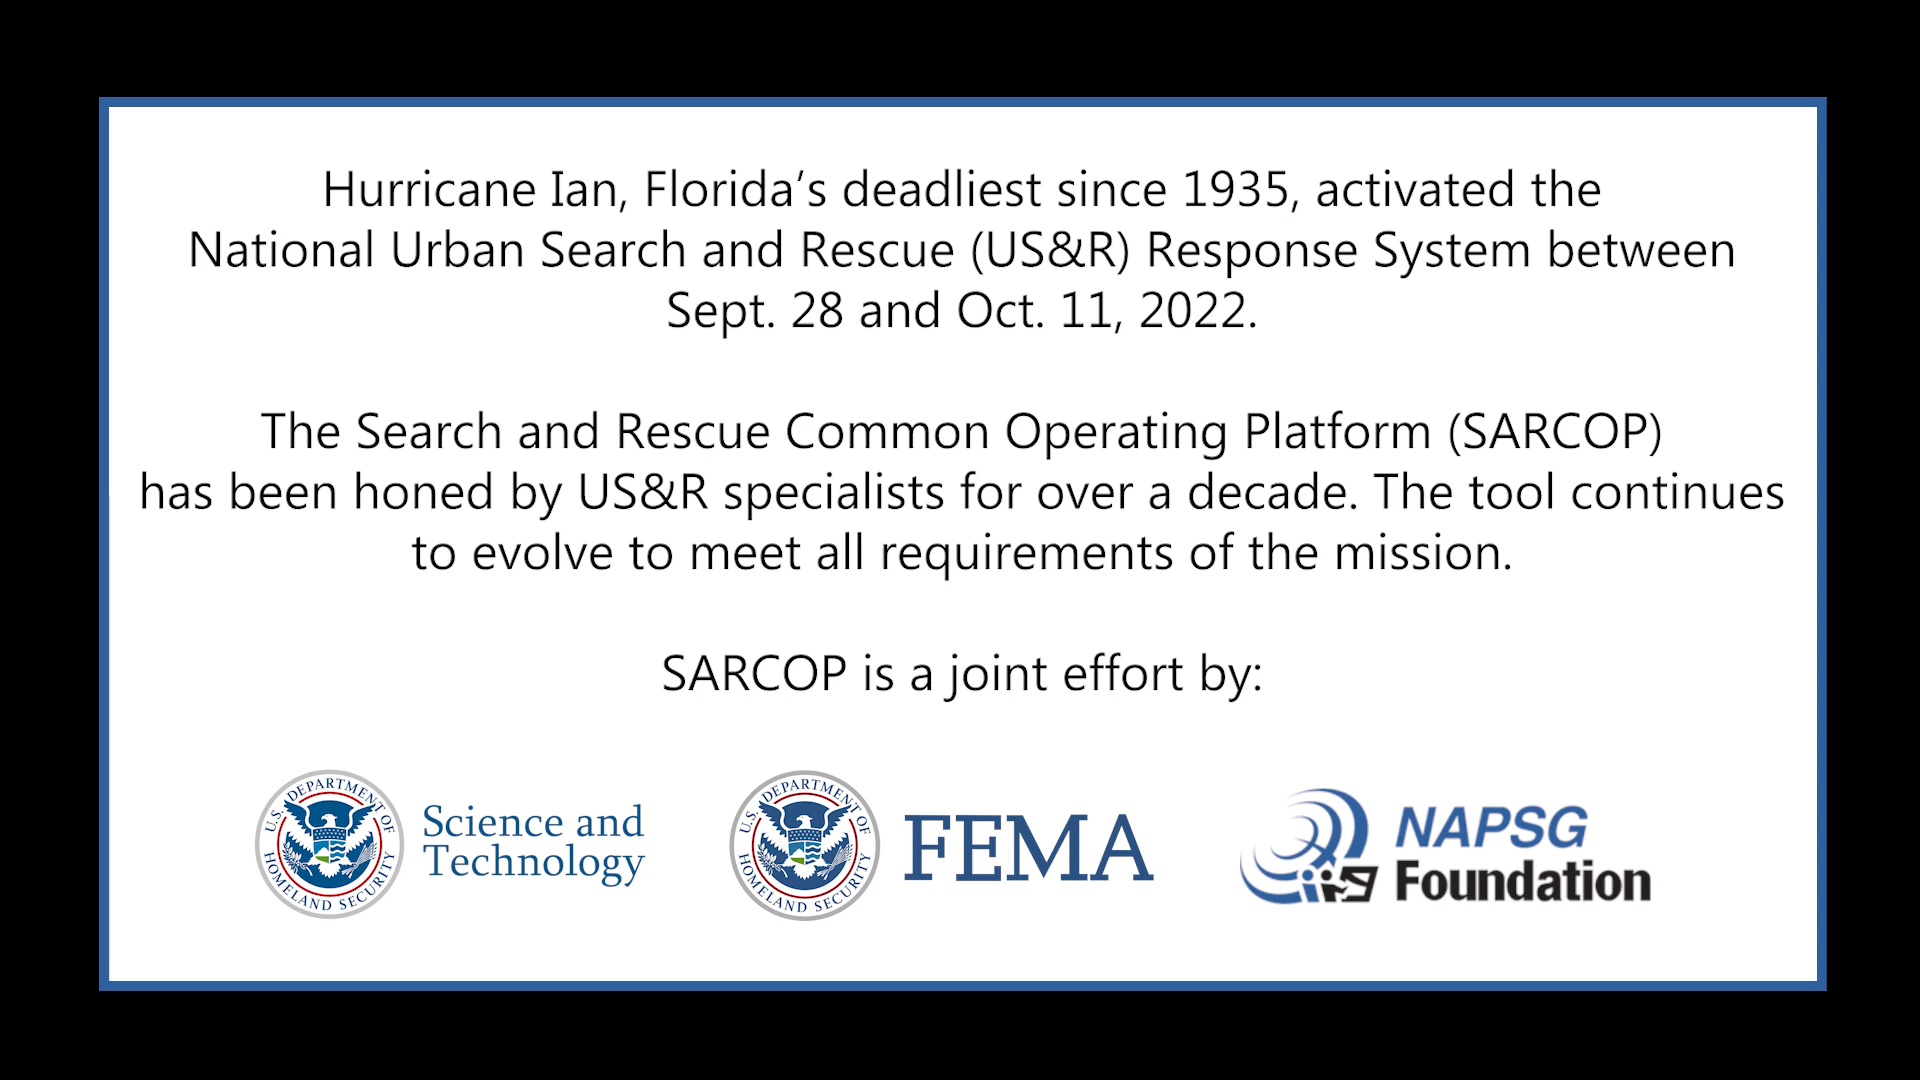 Hurricane Ian, Florida’s deadliest since 1935, activated the
National Urban Search and Rescue (US&R) Response System between
Sept. 28 and Oct. 11, 2022.
The Search and Rescue Common Operating Platform (SARCOP)
has been honed by US&R specialists for over a decade. The tool continues
to evolve to meet all requirements of the mission.
SARCOP is a joint effort by:
U.S. DEPARTMENT OF HOMELAND SECURITY
Science and
Technology
U.S. DEPARTMENT OF HOMELAND SECURITY
FEMA
NAPSG
Foundation